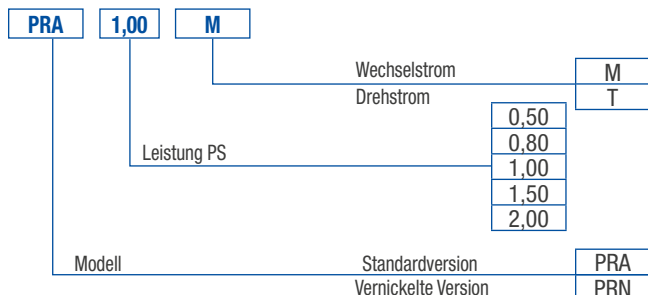 PRA 1,00 M
Wechselstrom M
Drehstrom T
0,50
0,80
Leistung PS 1,00
1,50
2,00
Modell Standardversion PRA
Vernickelte Version PRN